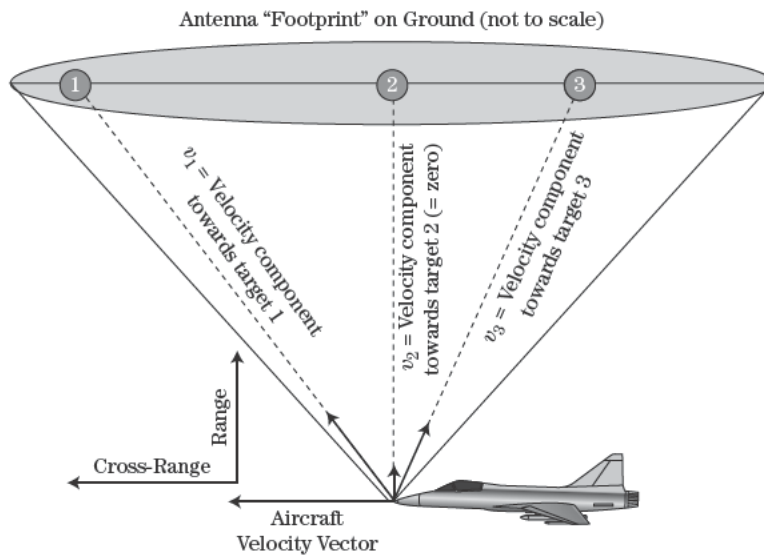 Antenna “Footprint” on Ground (not to scale)
1
2
3
v₁ = Velocity component
towards target 1
v₂ = Velocity component
towards target 2 (= zero)
v₃ = Velocity component
towards target 3
Range
Cross-Range
Aircraft
Velocity Vector